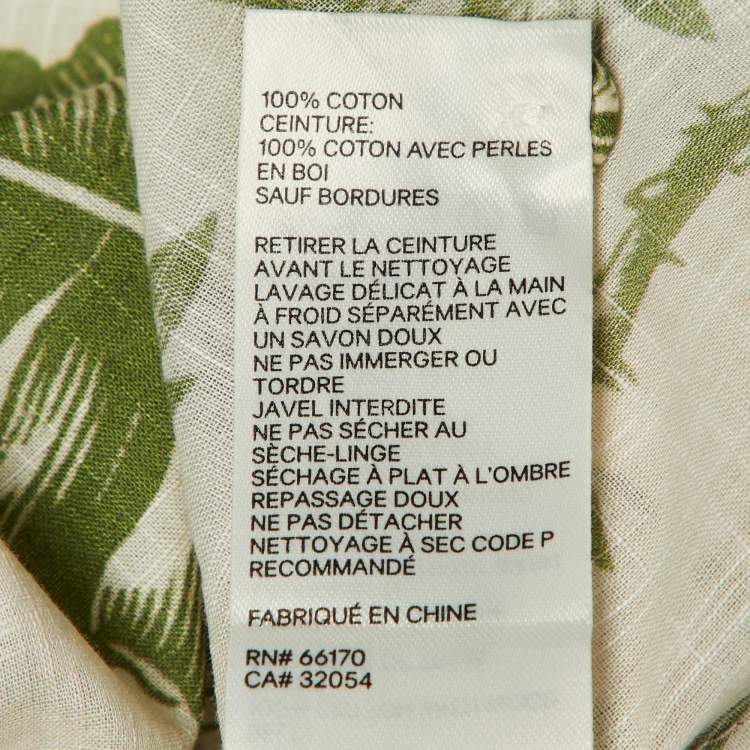 100% COTON
CEINTURE:
100% COTON AVEC PERLES
EN BOI
SAUF BORDURES
RETIRER LA CEINTURE
AVANT LE NETTOYAGE
LAVAGE DÉLICAT À LA MAIN
À FROID SÉPARÉMENT AVEC
UN SAVON DOUX
NE PAS IMMERGER OU
TORDRE
JAVEL INTERDITE
NE PAS SÉCHER AU
SÈCHE-LINGE
SÉCHAGE À PLAT À L'OMBRE
REPASSAGE DOUX
NE PAS DÉTACHER
NETTOYAGE À SEC CODE P
RECOMMANDÉ
FABRIQUÉ EN CHINE
RN# 66170
CA# 32054